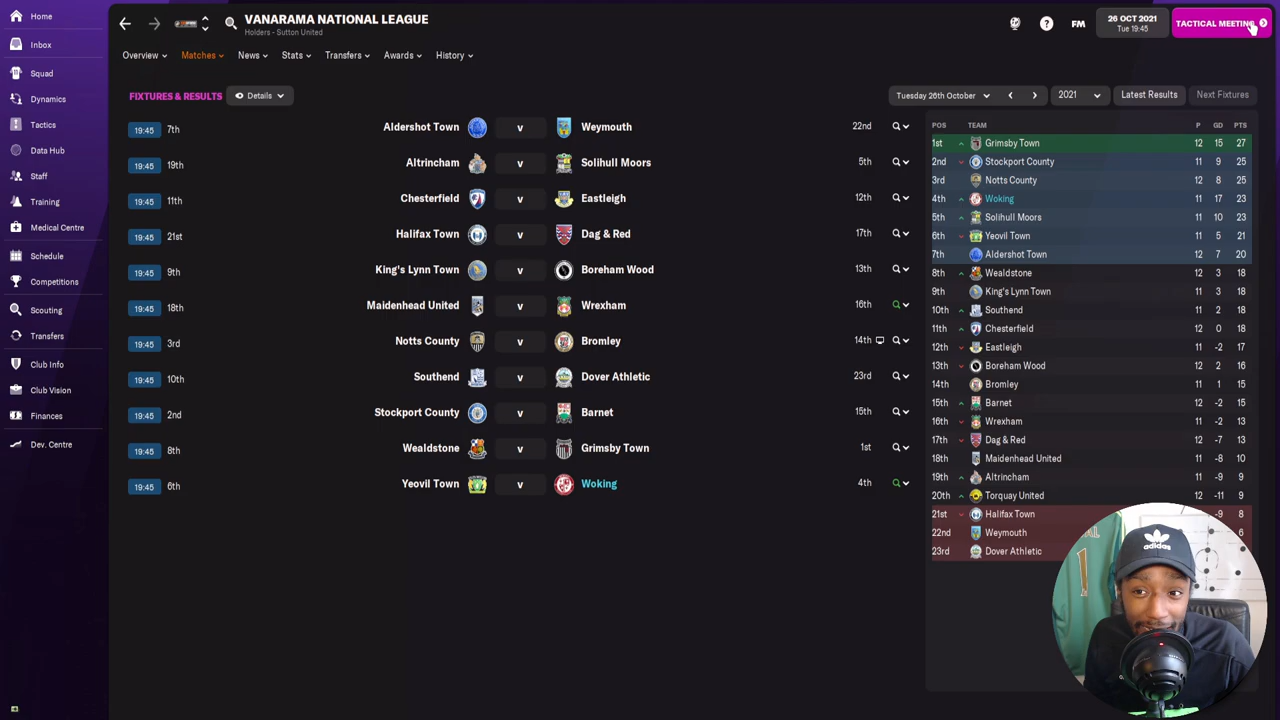 Home
Inbox
Squad
Dynamics
Tactics
Data Hub
Staff
Training
Medical Centre
Schedule
Competitions
Scouting
Transfers
Club Info
Club Vision
Finances
Dev. Centre
VANARAMA NATIONAL LEAGUE
Holders - Sutton United
FM
26 OCT 2021
Tue 19:45
TACTICAL MEETING
Overview Matches News Stats Transfers Awards History
FIXTURES & RESULTS Details
Tuesday 26th October 2021 Latest Results Next Fixtures
19:45 7th Aldershot Town v Weymouth 22nd
19:45 19th Altrincham v Solihull Moors 5th
19:45 11th Chesterfield v Eastleigh 12th
19:45 21st Halifax Town v Dag & Red 17th
19:45 9th King's Lynn Town v Boreham Wood 13th
19:45 18th Maidenhead United v Wrexham 16th
19:45 3rd Notts County v Bromley 14th
19:45 10th Southend v Dover Athletic 23rd
19:45 2nd Stockport County v Barnet 15th
19:45 8th Wealdstone v Grimsby Town 1st
19:45 6th Yeovil Town v Woking 4th
POS TEAM P GD PTS
1st Grimsby Town 12 15 27
2nd Stockport County 11 9 25
3rd Notts County 12 8 25
4th Woking 11 17 23
5th Solihull Moors 11 10 23
6th Yeovil Town 11 5 21
7th Aldershot Town 12 7 20
8th Wealdstone 12 3 18
9th King's Lynn Town 11 3 18
10th Southend 11 2 18
11th Chesterfield 12 0 18
12th Eastleigh 11 -2 17
13th Boreham Wood 12 2 16
14th Bromley 11 1 15
15th Barnet 12 -2 15
16th Wrexham 11 -2 13
17th Dag & Red 12 -7 13
18th Maidenhead United 11 -8 10
19th Altrincham 11 -9 9
20th Torquay United 12 -11 9
21st Halifax Town -9 8
22nd Weymouth 6
23rd Dover Athletic